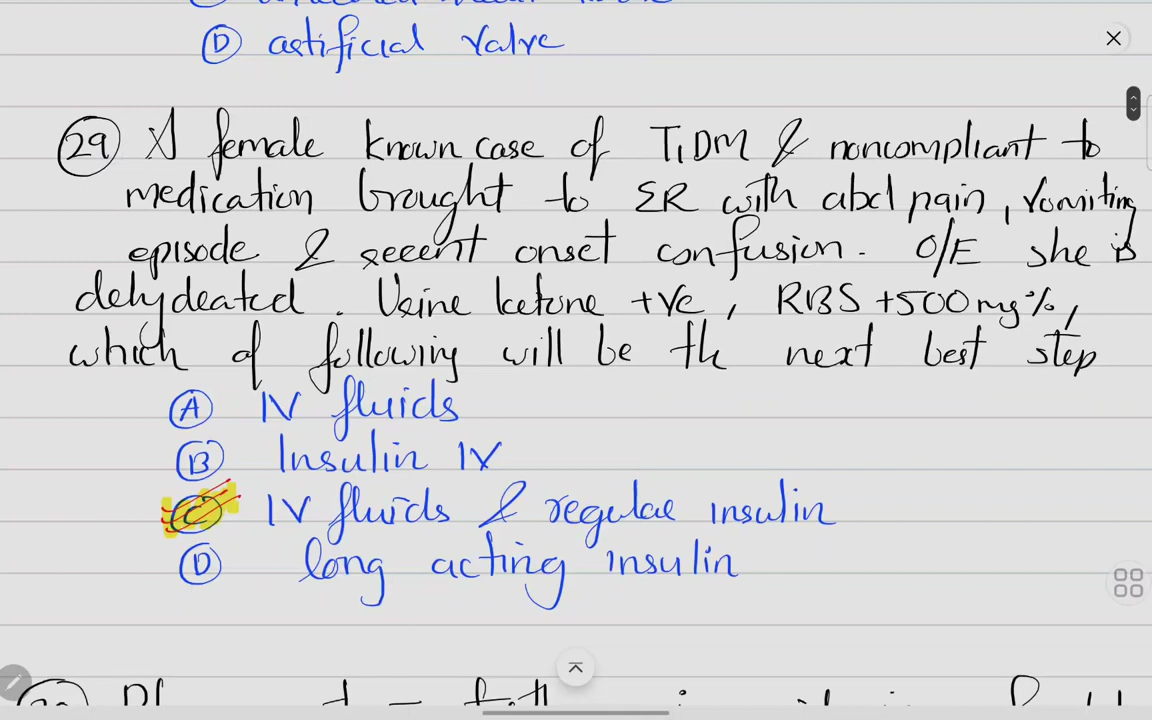 D artificial valve
29 A female known case of T1DM & noncompliant to
medication brought to ER with abd pain, vomiting
episode & recent onset confusion. O/E she is
dehydrated. Urine ketone +ve, RBS +500mg%,
which of following will be the next best step
A IV fluids
B Insulin IV
C IV fluids & regular insulin
D long acting insulin